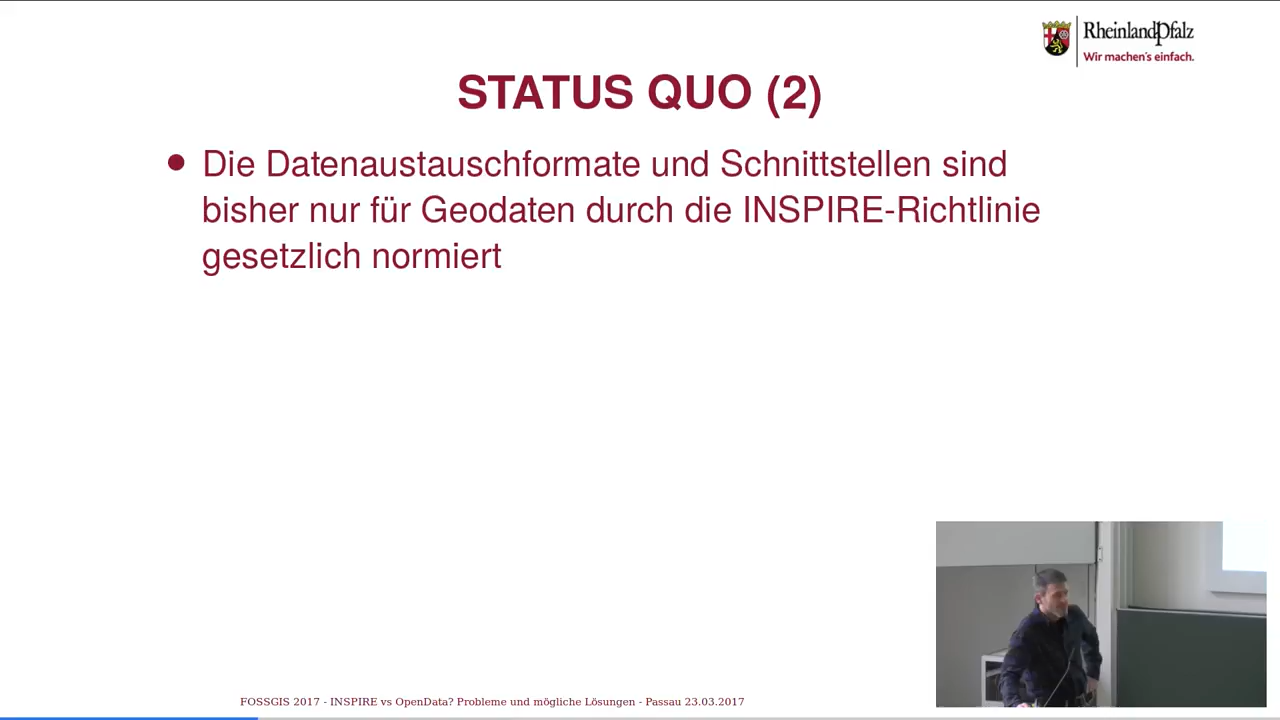 RheinlandPfalz
Wir machen's einfach.
STATUS QUO (2)
Die Datenaustauschformate und Schnittstellen sind
bisher nur für Geodaten durch die INSPIRE-Richtlinie
gesetzlich normiert
FOSSGIS 2017 - INSPIRE vs OpenData? Probleme und mögliche Lösungen - Passau 23.03.2017